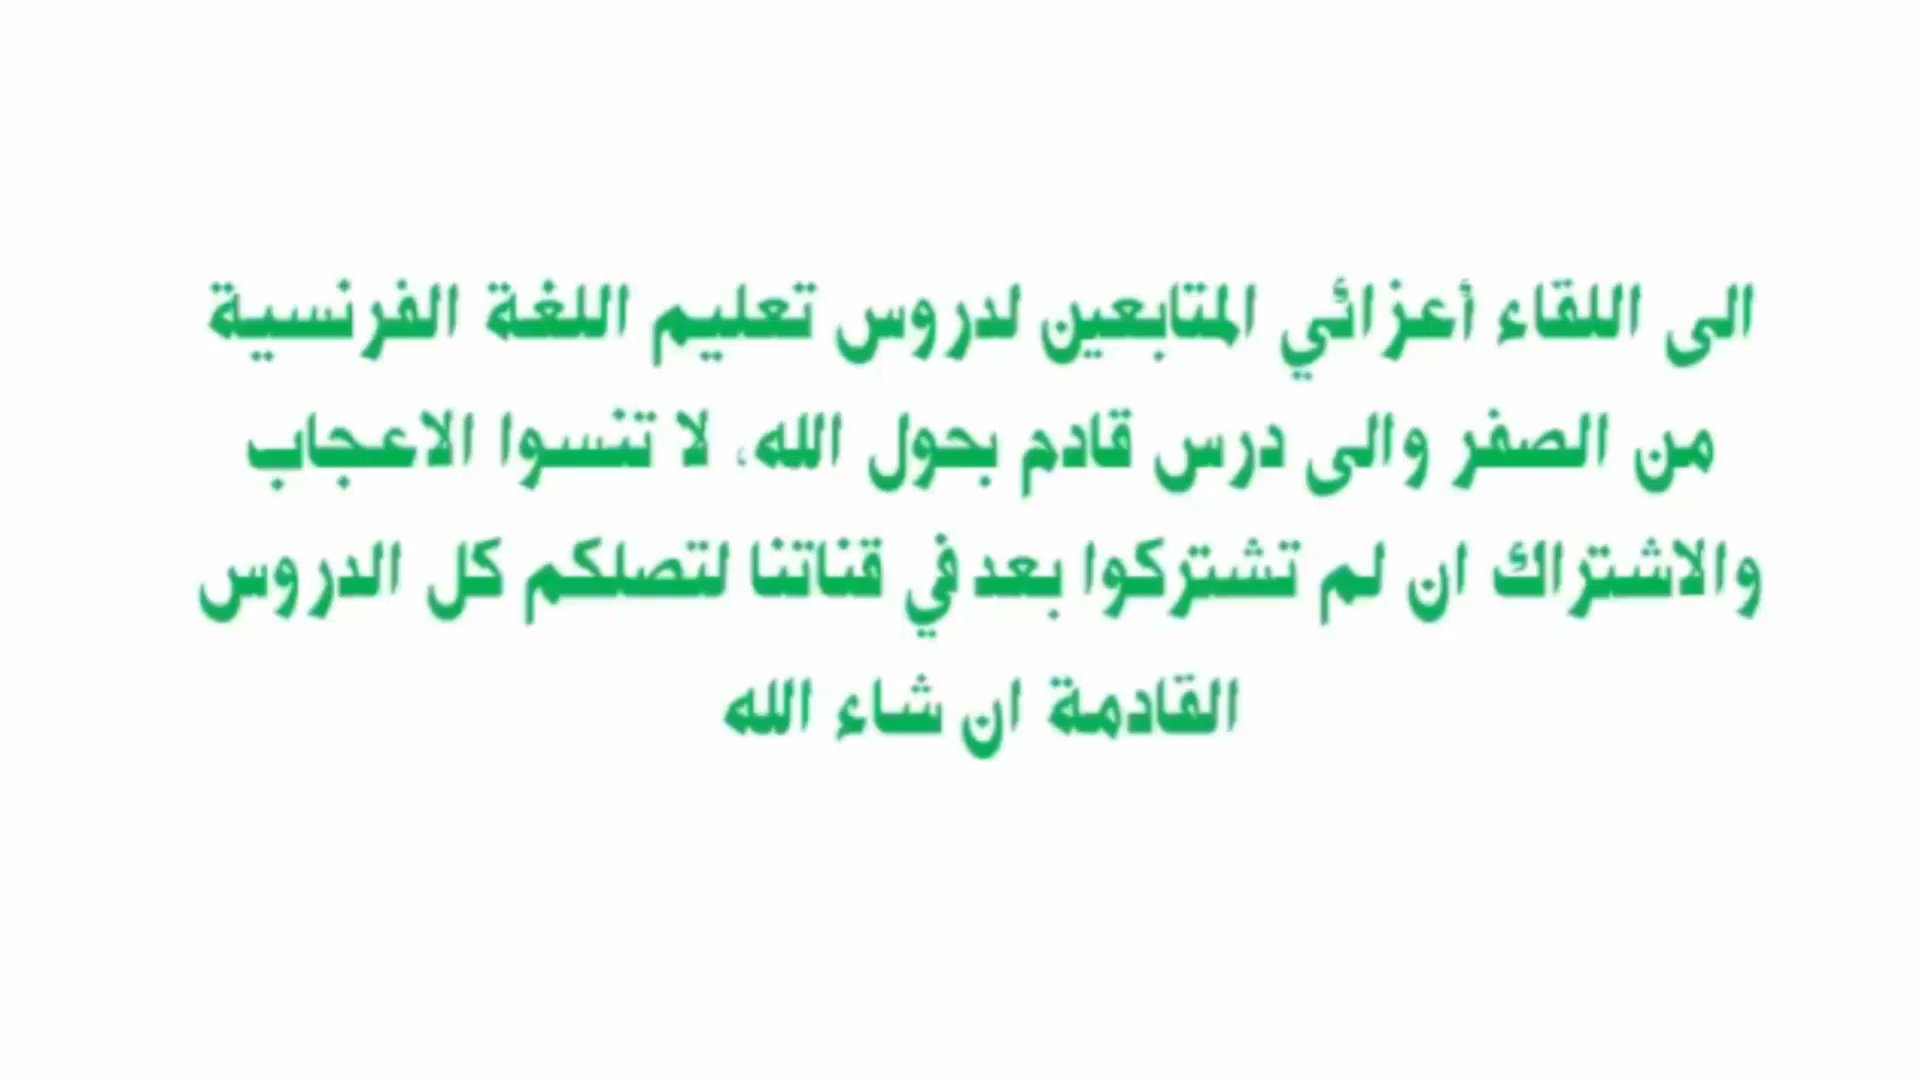 الى اللقاء أعزائي المتابعين لدروس تعليم اللغة الفرنسية
من الصفر والى درس قادم بحول الله، لا تنسوا الاعجاب
والاشتراك ان لم تشتركوا بعد في قناتنا لتصلكم كل الدروس
القادمة ان شاء الله